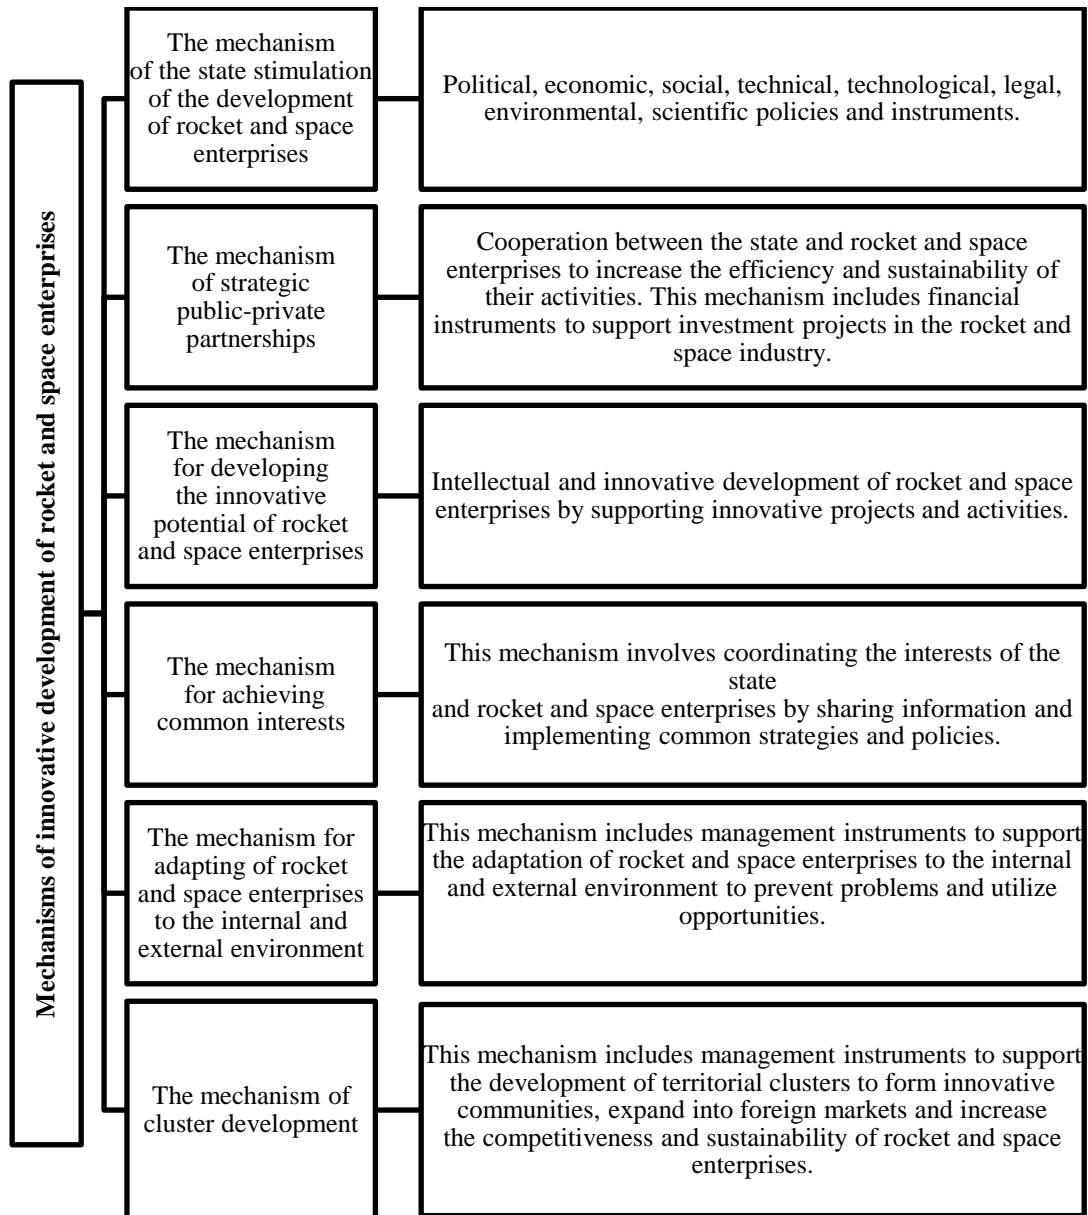 Mechanisms of innovative development of rocket and space enterprises
The mechanism
of the state stimulation
of the development
of rocket and space
enterprises
Political, economic, social, technical, technological, legal,
environmental, scientific policies and instruments.
The mechanism
of strategic
public-private
partnerships
Cooperation between the state and rocket and space
enterprises to increase the efficiency and sustainability of
their activities. This mechanism includes financial
instruments to support investment projects in the rocket and
space industry.
The mechanism
for developing
the innovative
potential of rocket
and space enterprises
Intellectual and innovative development of rocket and space
enterprises by supporting innovative projects and activities.
The mechanism
for achieving
common interests
This mechanism involves coordinating the interests of the
state
and rocket and space enterprises by sharing information and
implementing common strategies and policies.
The mechanism for
adapting of rocket
and space enterprises
to the internal and
external environment
This mechanism includes management instruments to support
the adaptation of rocket and space enterprises to the internal
and external environment to prevent problems and utilize
opportunities.
The mechanism of
cluster development
This mechanism includes management instruments to support
the development of territorial clusters to form innovative
communities, expand into foreign markets and increase
the competitiveness and sustainability of rocket and space
enterprises.